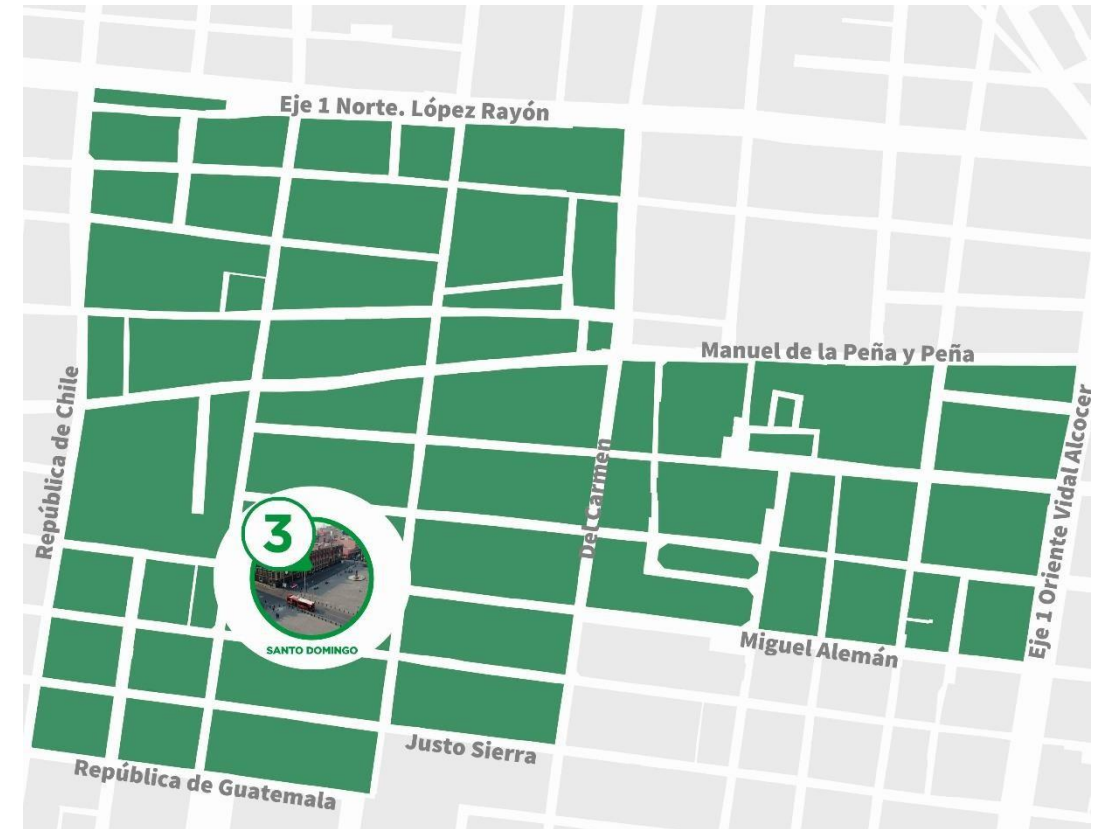 Eje 1 Norte. López Rayón
Manuel de la Peña y Peña
República de Chile
Del Carmen
Eje 1 Oriente Vidal Alcocer
3
SANTO DOMINGO
Miguel Alemán
Justo Sierra
República de Guatemala